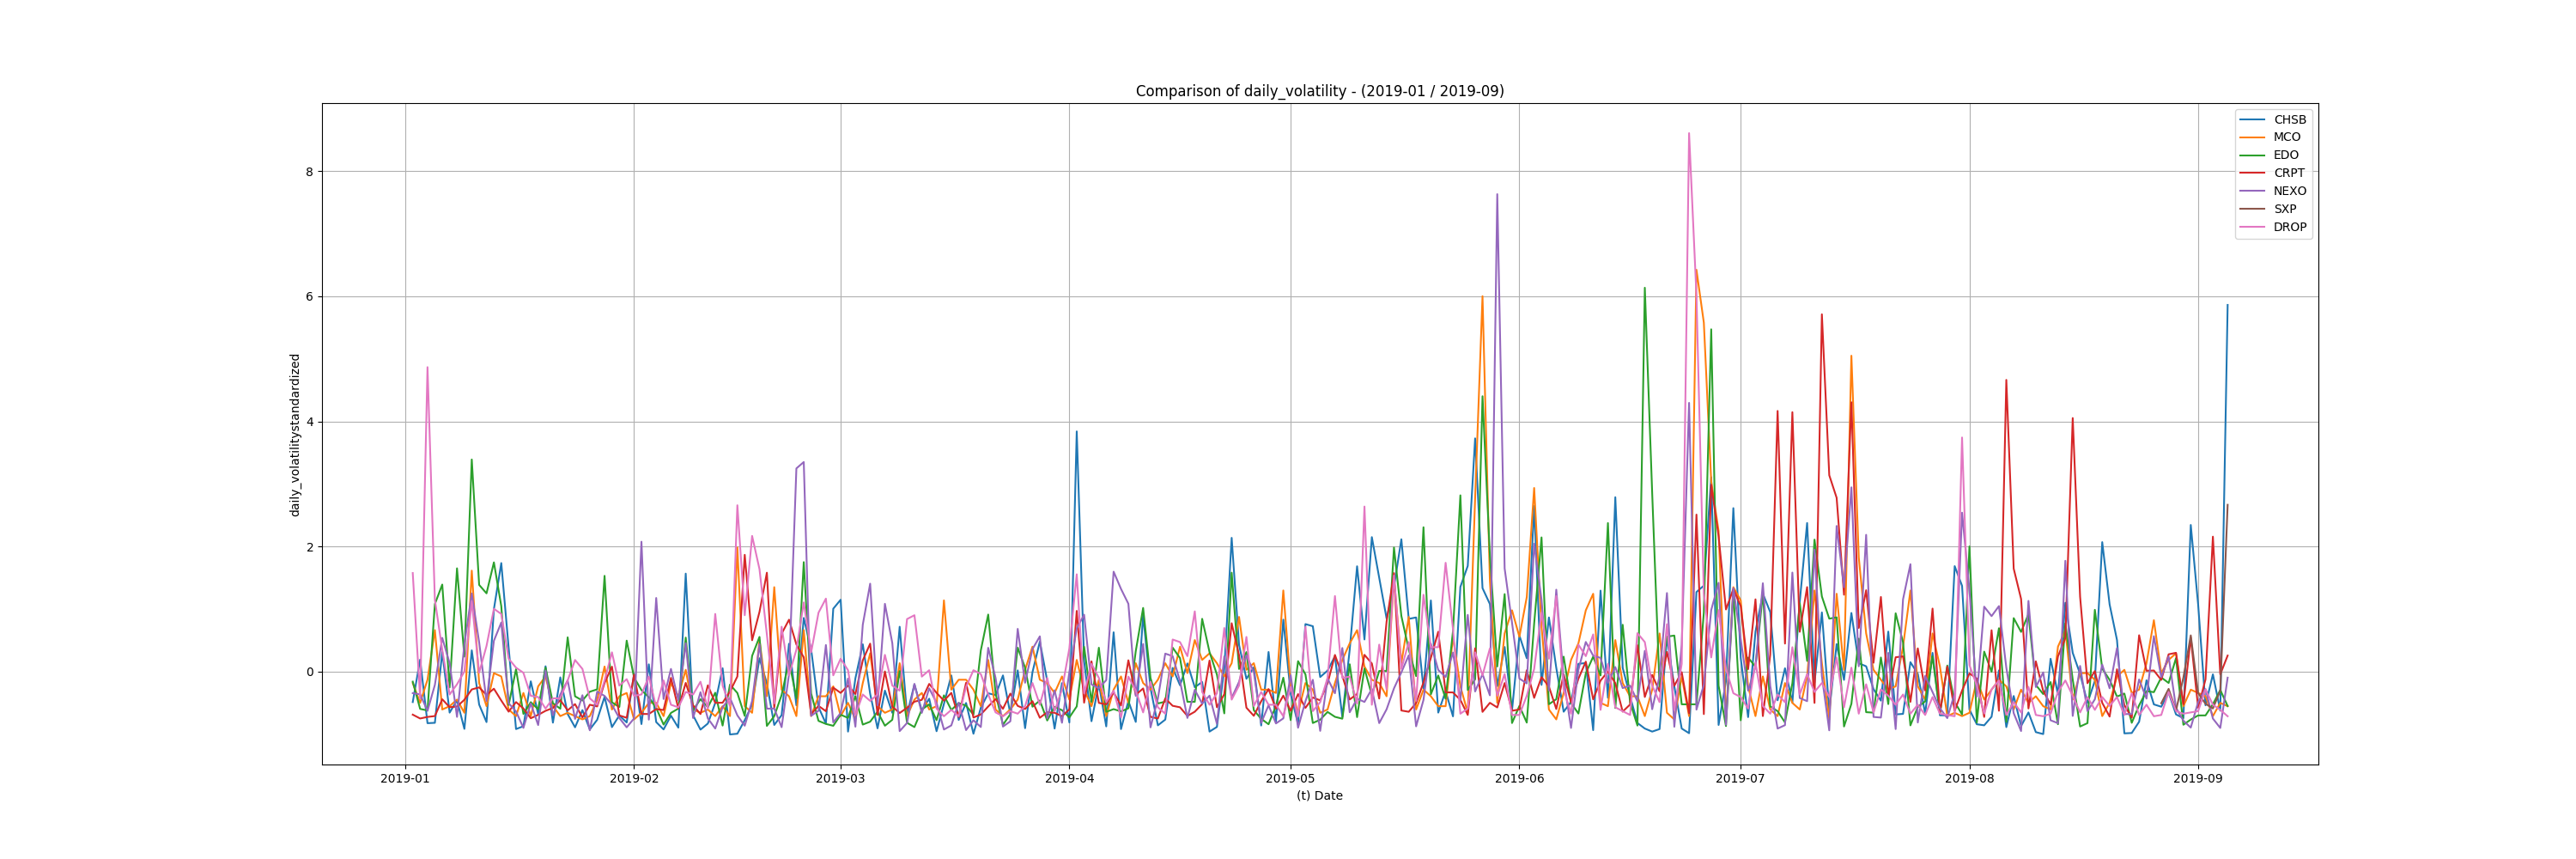 Comparison of daily_volatility - (2019-01 / 2019-09)
CHSB
MCO
EDO
CRPT
NEXO
SXP
DROP
8
6
4
2
0
daily_volatilitystandardized
2019-01 2019-02 2019-03 2019-04 2019-05 2019-06 2019-07 2019-08 2019-09
(t) Date